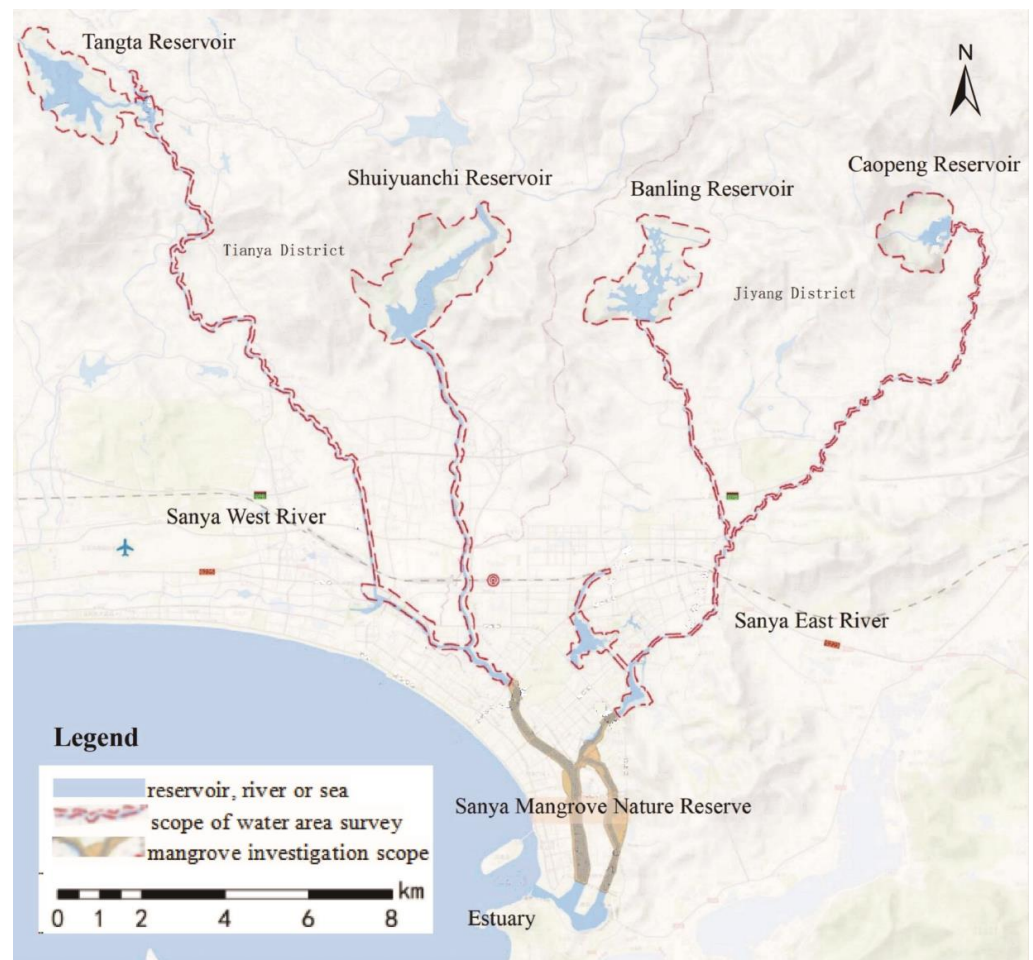 Tangta Reservoir
N
Caopeng Reservoir
Shuiyuanchi Reservoir
Banling Reservoir
Tianya District
Jiyang District
Sanya West River
Sanya East River
Legend
reservoir, river or sea
scope of water area survey
mangrove investigation scope
km
0 1 2 4 6 8
Sanya Mangrove Nature Reserve
Estuary